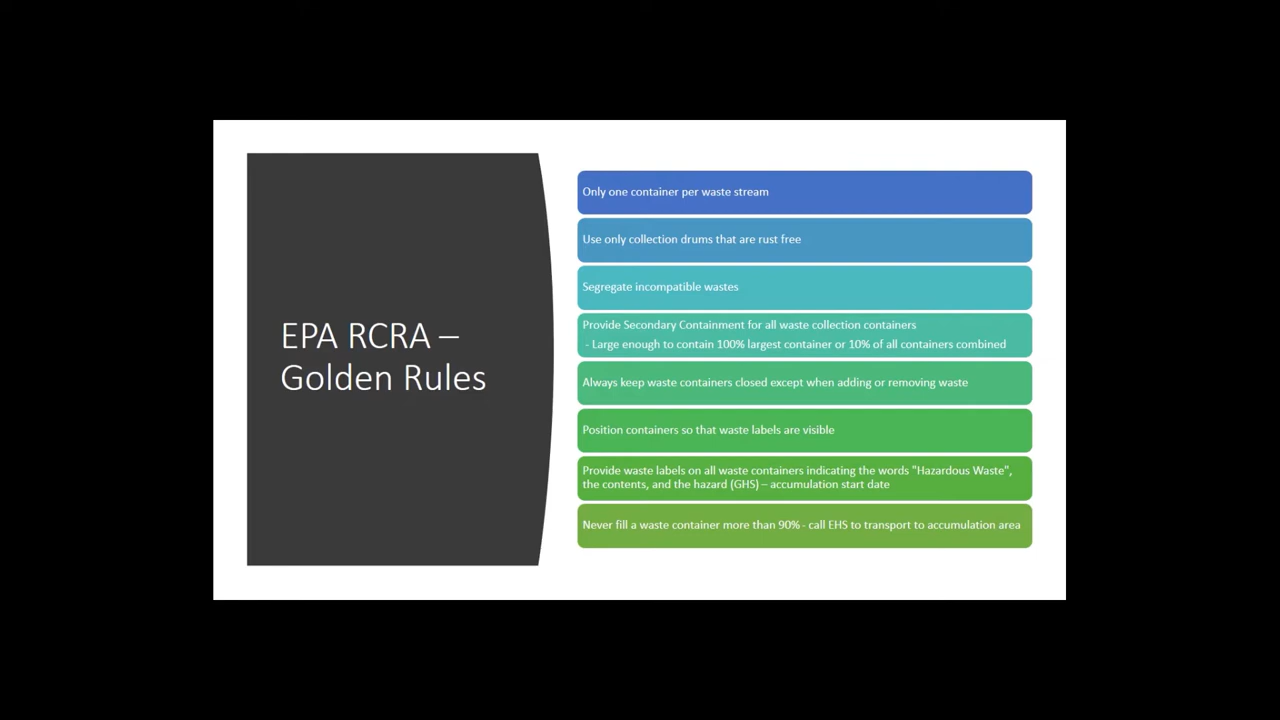 EPA RCRA –
Golden Rules
Only one container per waste stream
Use only collection drums that are rust free
Segregate incompatible wastes
Provide Secondary Containment for all waste collection containers
- Large enough to contain 100% largest container or 10% of all containers combined
Always keep waste containers closed except when adding or removing waste
Position containers so that waste labels are visible
Provide waste labels on all waste containers indicating the words "Hazardous Waste",
the contents, and the hazard (GHS) – accumulation start date
Never fill a waste container more than 90% - call EHS to transport to accumulation area